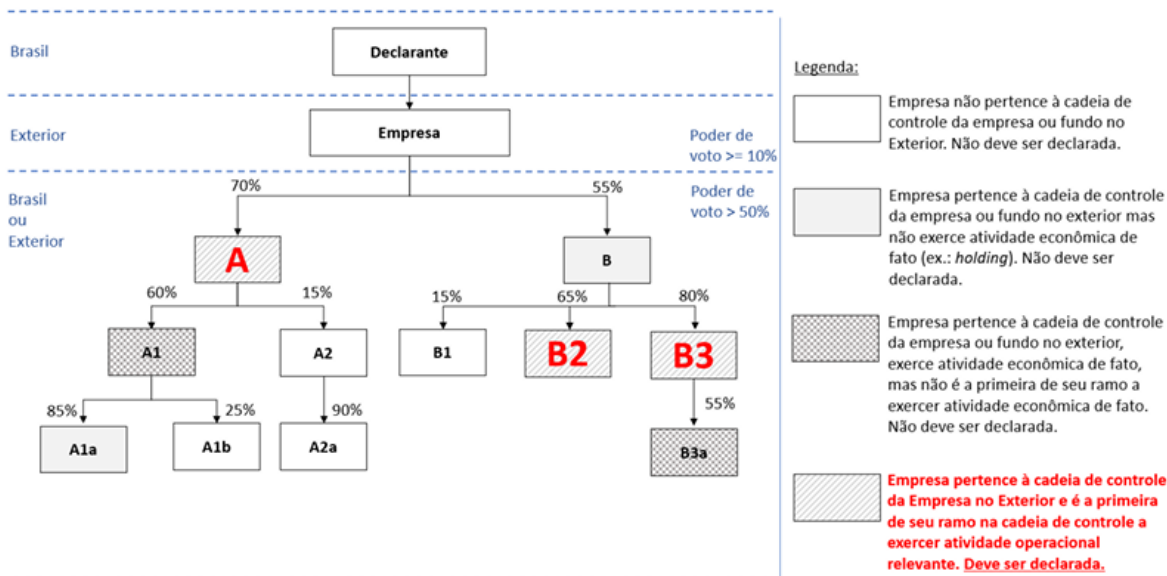 Brasil
Declarante
Exterior
Empresa
Poder de
voto >= 10%
Brasil
ou
Exterior
70%
55%
Poder de
voto > 50%
A
B
60%
15%
15%
65%
80%
A1
A2
B1
B2
B3
85%
25%
90%
55%
A1a
A1b
A2a
B3a
Legenda:
Empresa não pertence à cadeia de
controle da empresa ou fundo no
Exterior. Não deve ser declarada.
Empresa pertence à cadeia de controle
da empresa ou fundo no exterior mas
não exerce atividade econômica de
fato (ex.: holding). Não deve ser
declarada.
Empresa pertence à cadeia de controle
da empresa ou fundo no exterior,
exerce atividade econômica de fato,
mas não é a primeira de seu ramo a
exercer atividade econômica de fato.
Não deve ser declarada.
Empresa pertence à cadeia de controle
da Empresa no Exterior e é a primeira
de seu ramo na cadeia de controle a
exercer atividade operacional
relevante. Deve ser declarada.